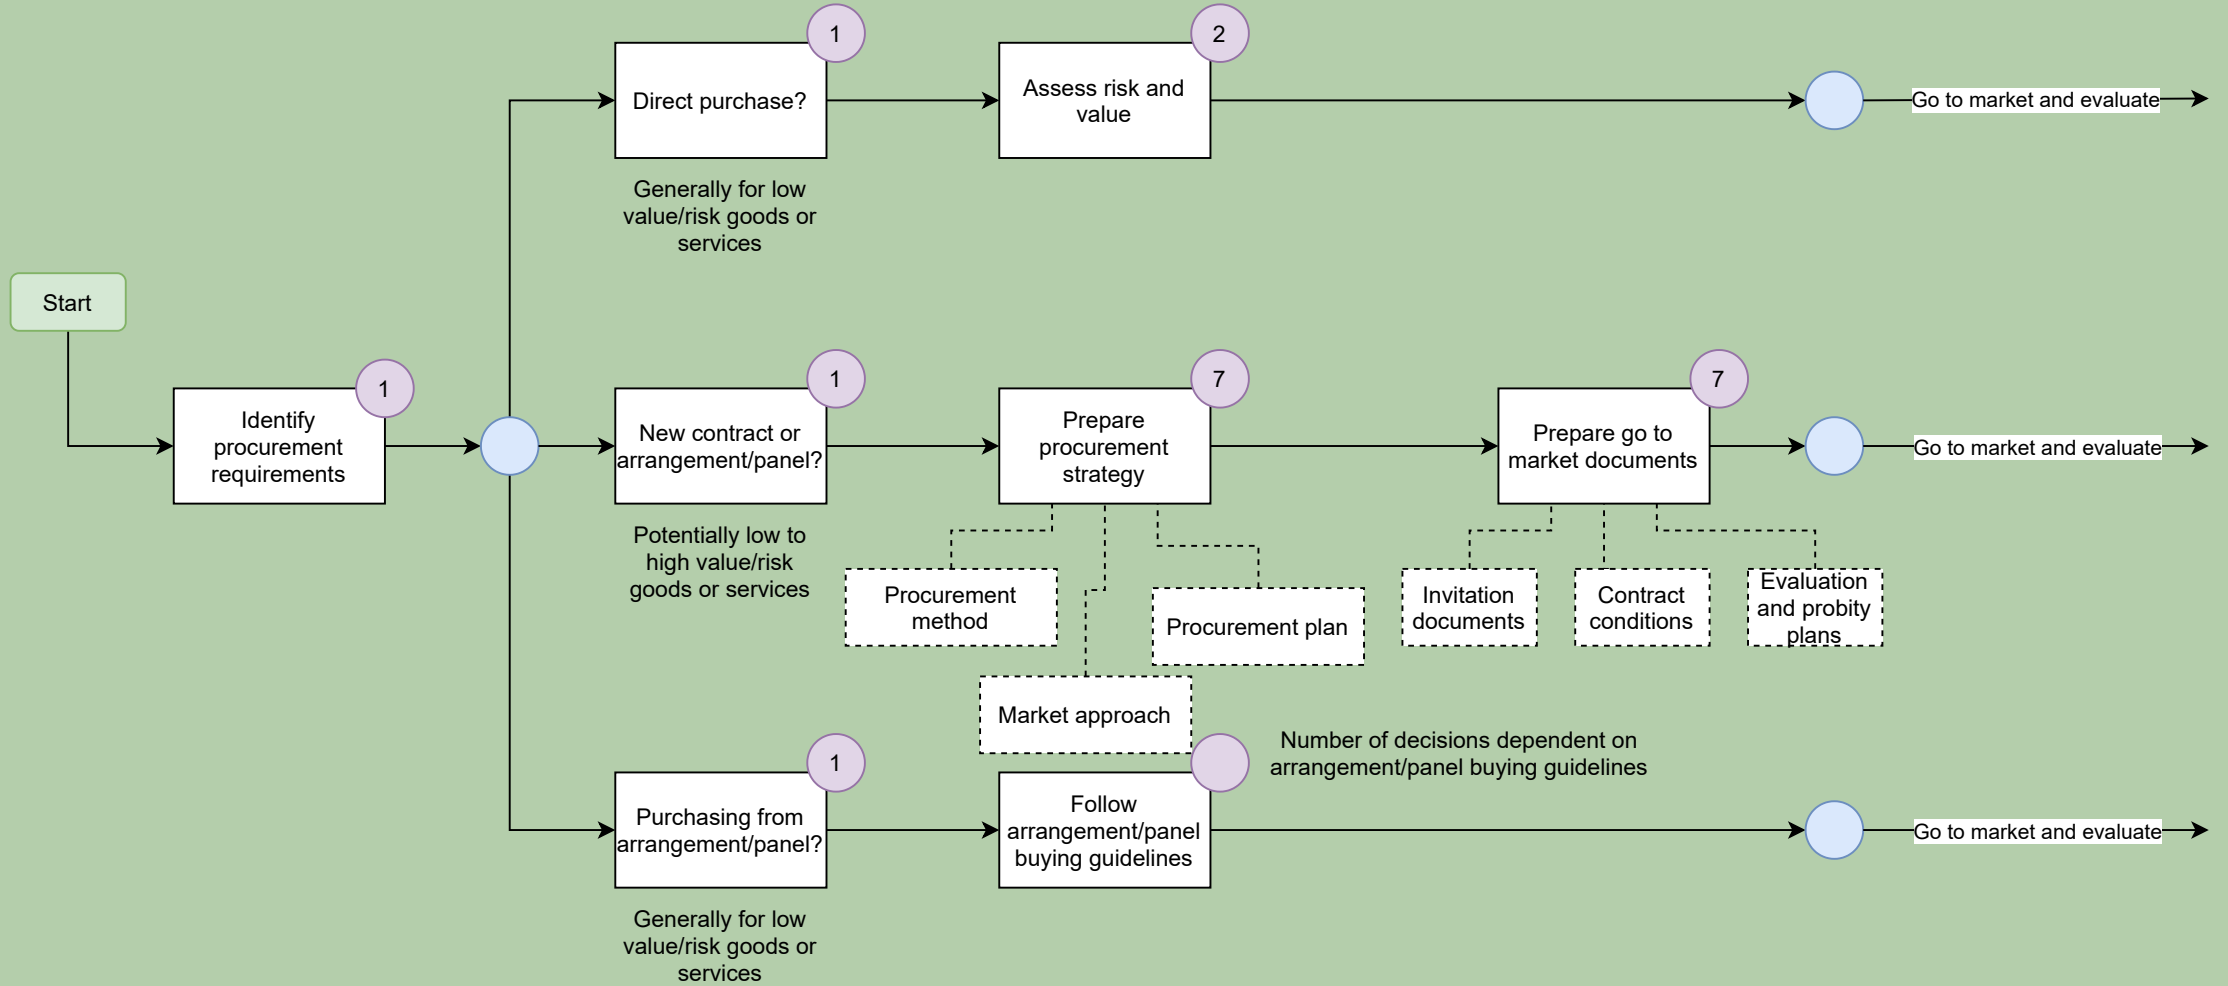 1
2
Direct purchase?
Assess risk and
value
Go to market and evaluate
Generally for low
value/risk goods or
services
Start
1
1
7
7
Identify
procurement
requirements
New contract or
arrangement/panel?
Prepare
procurement
strategy
Prepare go to
market documents
Go to market and evaluate
Potentially low to
high value/risk
goods or services
Procurement
method
Procurement plan
Market approach
Invitation
documents
Contract
conditions
Evaluation
and probity
plans
1
Number of decisions dependent on
arrangement/panel buying guidelines
Purchasing from
arrangement/panel?
Follow
arrangement/panel
buying guidelines
Go to market and evaluate
Generally for low
value/risk goods or
services